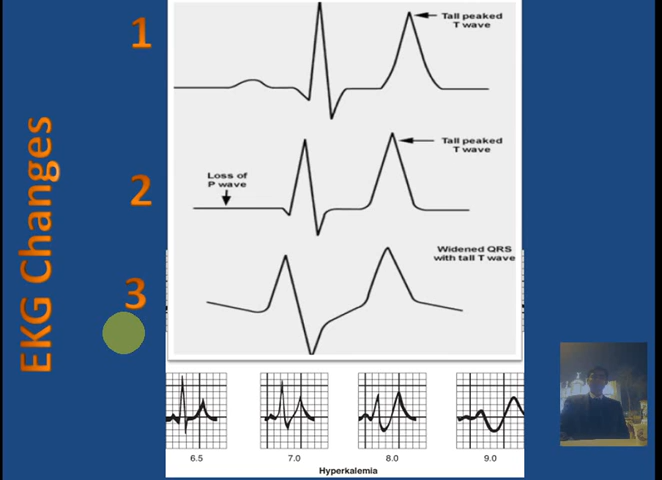 EKG Changes
1
Tall peaked
T wave
2
Tall peaked
T wave
Loss of
P wave
3
Widened QRS
with tall T wave
6.5
7.0
8.0
9.0
Hyperkalemia